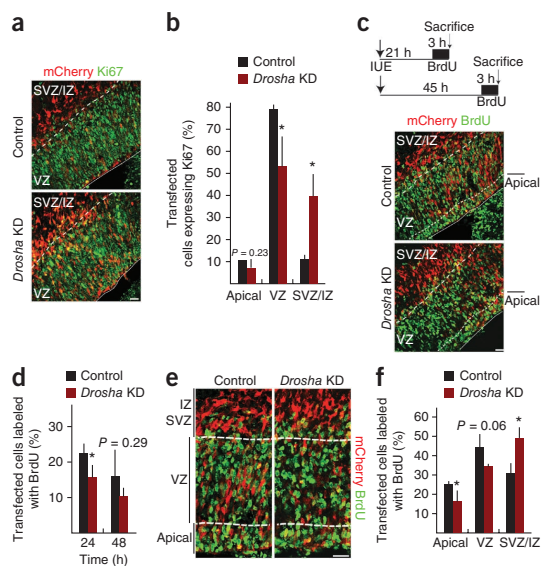 a
mCherry Ki67
SVZ/IZ
Control
VZ
SVZ/IZ
Drosha KD
VZ
b
Control
Drosha KD
Transfected
cells expressing Ki67 (%)
80
70
60
50
40
30
20
10
P = 0.23
*
*
Apical VZ SVZ/IZ
c
Sacrifice
21 h 3 h
IUE BrdU Sacrifice
45 h 3 h
BrdU
mCherry BrdU
SVZ/IZ
Control
VZ
Apical
SVZ/IZ
Drosha KD
VZ
Apical
d
Control
Drosha KD
Transfected cells labeled
with BrdU (%)
30
20
10
*
P = 0.29
24 48
Time (h)
e
Control Drosha KD
IZ
SVZ
VZ
Apical
mCherry BrdU
f
Control
Drosha KD
Transfected cells labeled
with BrdU (%)
60
50
40
30
20
10
*
P = 0.06
*
Apical VZ SVZ/IZ